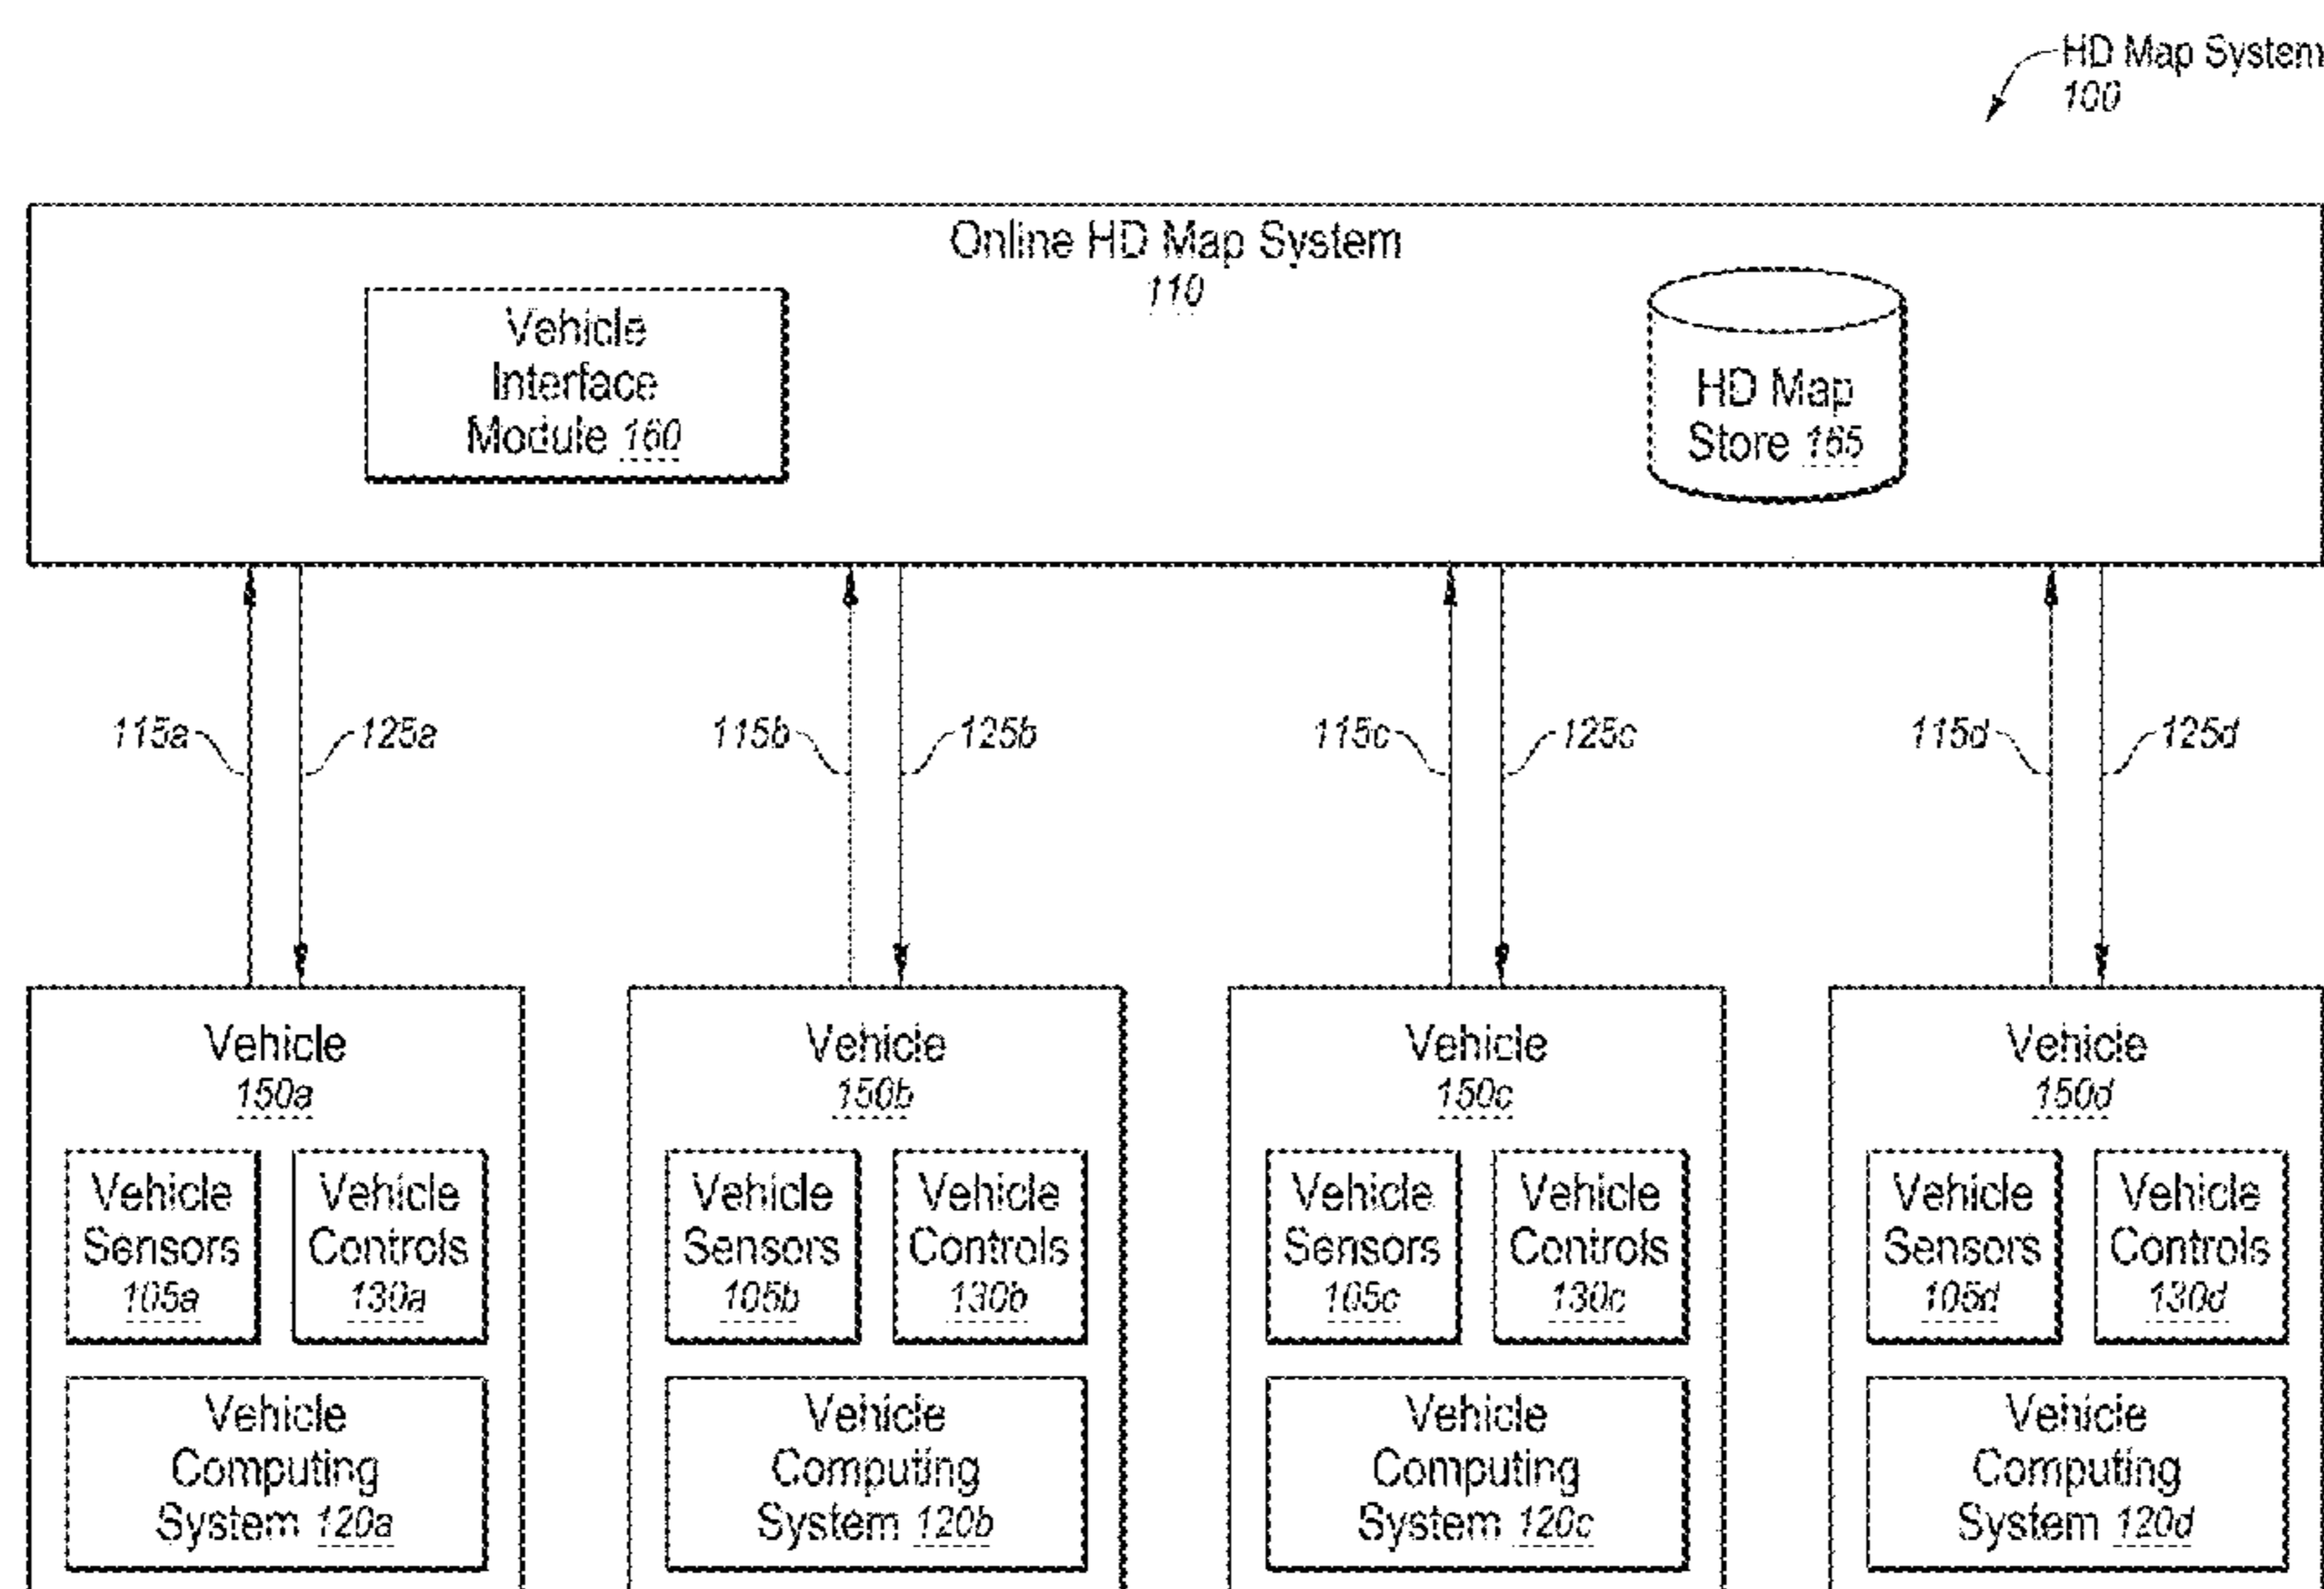 HD Map System
100
Online HD Map System
110
Vehicle
Interface
Module 160
HD Map
Store 165
115a
125a
115b
125b
115c
125c
115d
125d
Vehicle
150a
Vehicle
150b
Vehicle
150c
Vehicle
150d
Vehicle
Sensors
105a
Vehicle
Controls
130a
Vehicle
Sensors
105b
Vehicle
Controls
130b
Vehicle
Sensors
105c
Vehicle
Controls
130c
Vehicle
Sensors
105d
Vehicle
Controls
130d
Vehicle
Computing
System 120a
Vehicle
Computing
System 120b
Vehicle
Computing
System 120c
Vehicle
Computing
System 120d